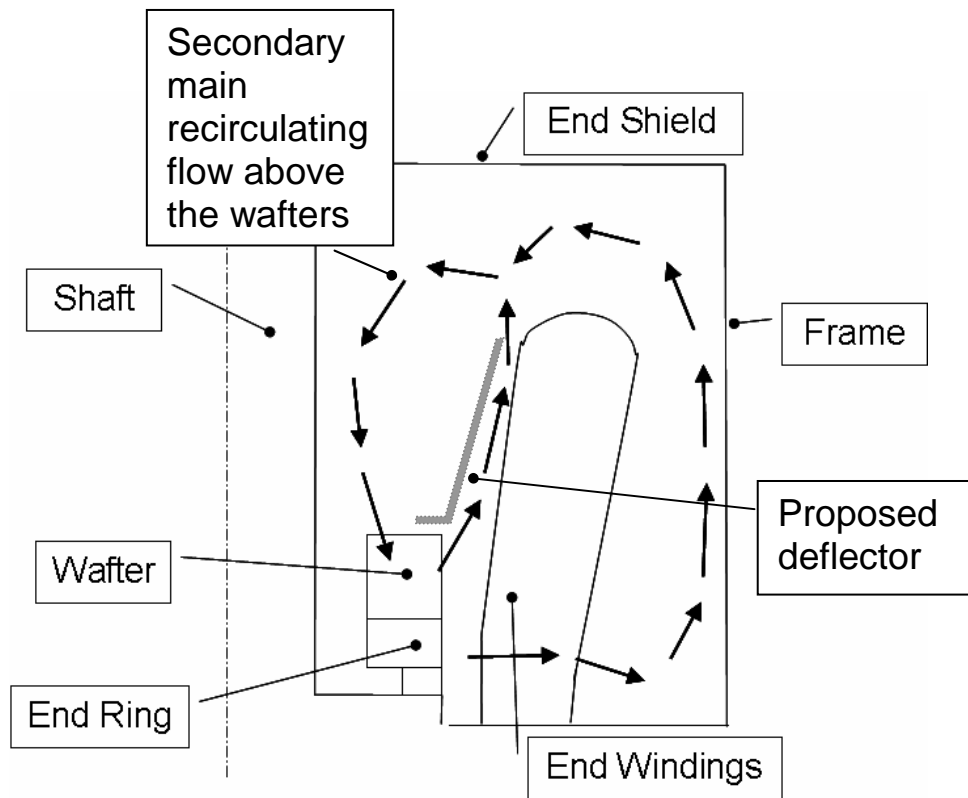 Secondary
main
recirculating
flow above
the wafters
End Shield
Shaft
Frame
Wafter
Proposed
deflector
End Ring
End Windings